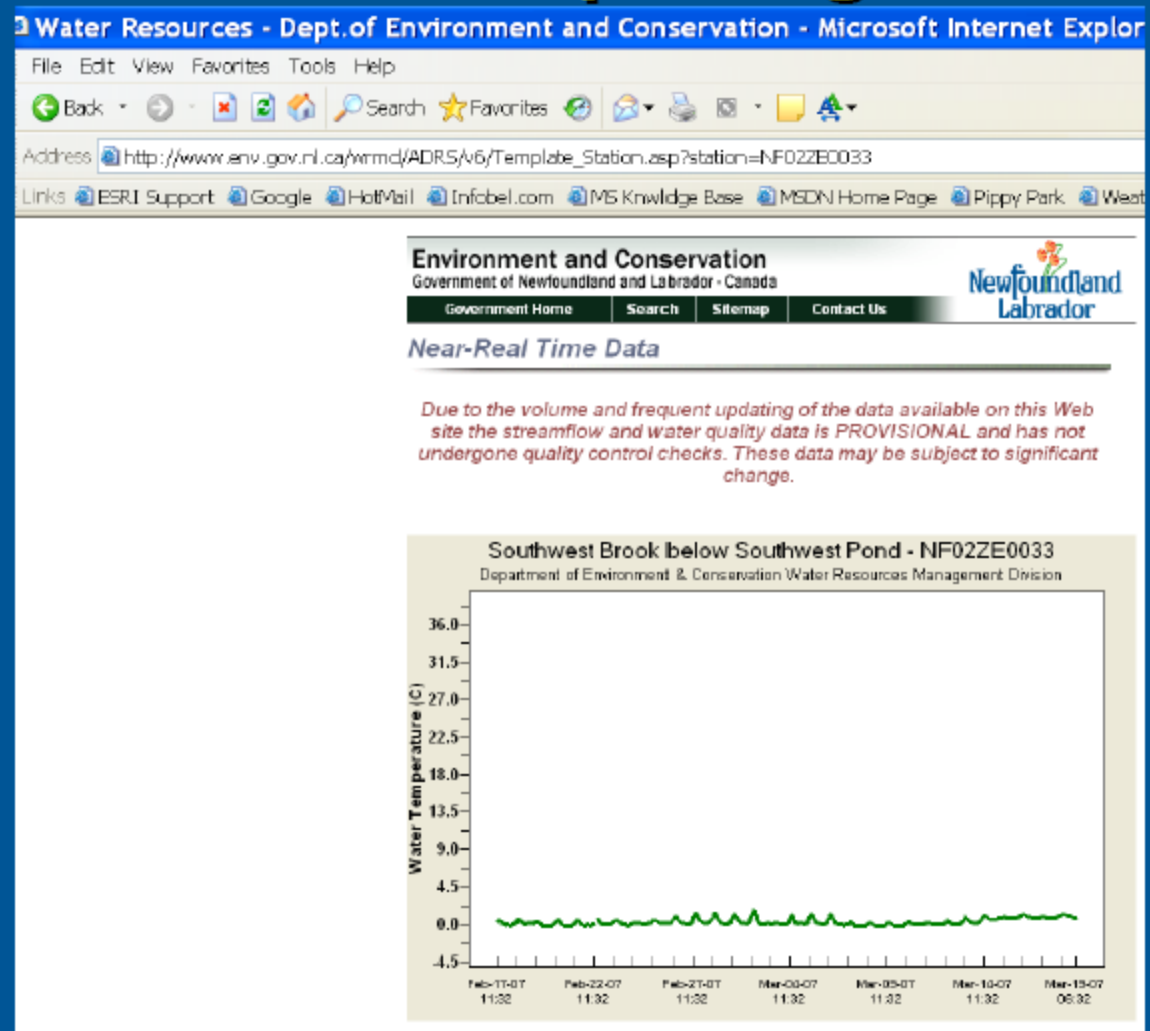 Water Resources - Dept.of Environment and Conservation - Microsoft Internet Explor
File Edit View Favorites Tools Help
Back Search Favorites
Address http://www.env.gov.nl.ca/wrmd/ADRS/v6/Template_Station.asp?station=NF02ZE0033
Links ESRI Support Google HotMail Infobel.com MS Knwlidge Base MSDN Home Page Pippy Park Weat
Environment and Conservation
Government of Newfoundland and Labrador - Canada
Newfoundland
Labrador
Government Home Search Sitemap Contact Us
Near-Real Time Data
Due to the volume and frequent updating of the data available on this Web
site the streamflow and water quality data is PROVISIONAL and has not
undergone quality control checks. These data may be subject to significant
change.
Southwest Brook lbelow Southwest Pond - NF02ZE0033
Department of Environment & Conservation Water Resources Management Division
Water Temperature (C)
36.0
31.5
27.0
22.5
18.0
13.5
9.0
4.5
0.0
-4.5
Feb-17-07 Feb-22-07 Feb-27-07 Mar-04-07 Mar-09-07 Mar-14-07 Mar-19-07
11:32 11:32 11:32 11:32 11:32 11:32 06:32